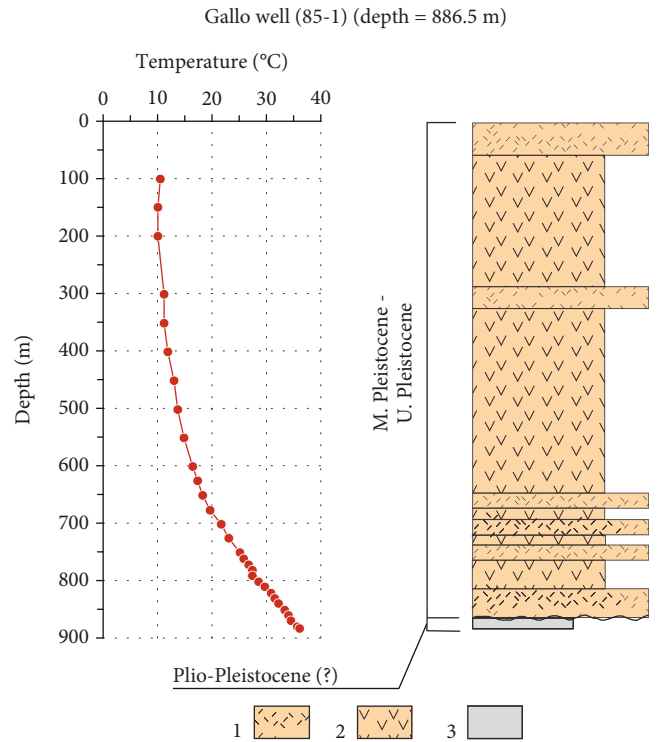 Gallo well (85-1) (depth = 886.5 m)
Temperature (°C)
0 10 20 30 40
0
100
200
300
400
500
600
700
800
900
Depth (m)
M. Pleistocene -
U. Pleistocene
Plio-Pleistocene (?)
1 2 3